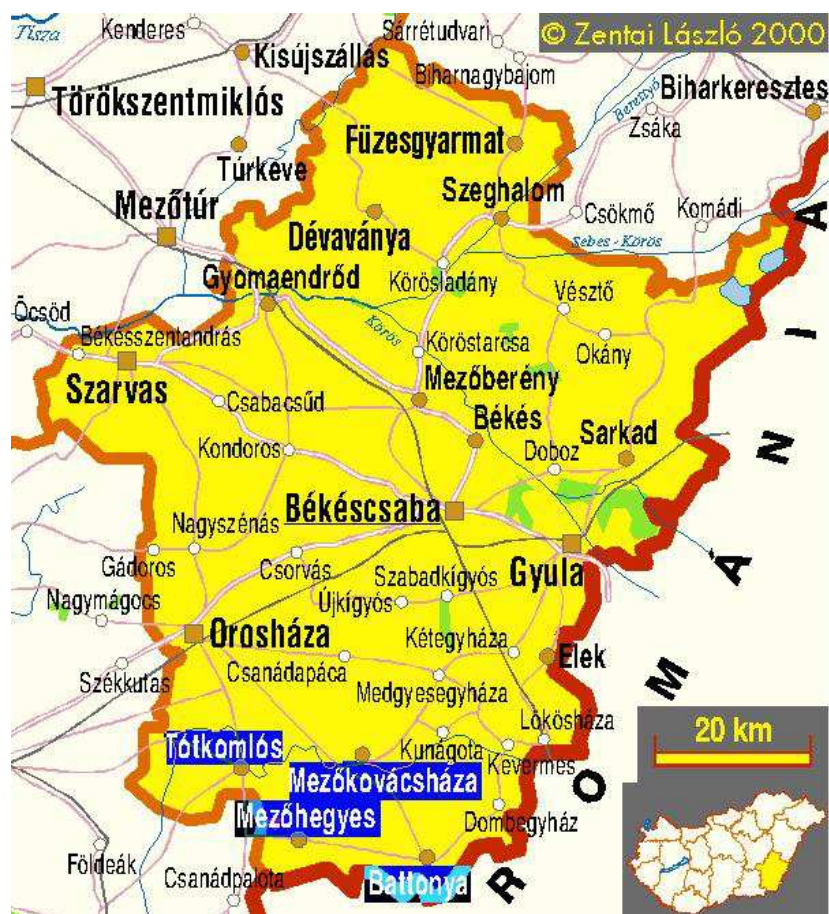 Tisza
Kenderes
Sárrétudvari
© Zentai László 2000
Kisújszállás
Biharnagybajom
Berettyó
Biharkeresztes
Törökszentmiklós
Zsáka
Füzesgyarmat
Túrkeve
Szeghalom
Mezőtúr
Csökmő
Komádi
Dévaványa
Sebes-Körös
Gyomaendrőd
Körösladány
Vésztő
Öcsöd
Békésszentandrás
Körös
Köröstarcsa
Okány
Szarvas
Mezőberény
Csabacsűd
Békés
Sarkad
Kondoros
Doboz
Békéscsaba
Nagyszénás
Gyula
Gádoros
Csorvás
Szabadkígyós
Nagymágocs
Újkígyós
Orosháza
Kétegyháza
Elek
Csanádapáca
Székkutas
Medgyesegyháza
Lőkösháza
20 km
Tótkomlós
Kunágota
Kevermes
Mezőkovácsháza
Mezőhegyes
Dombegyház
Földeák
Csanádpalota
Battonya
R O M Á N I A